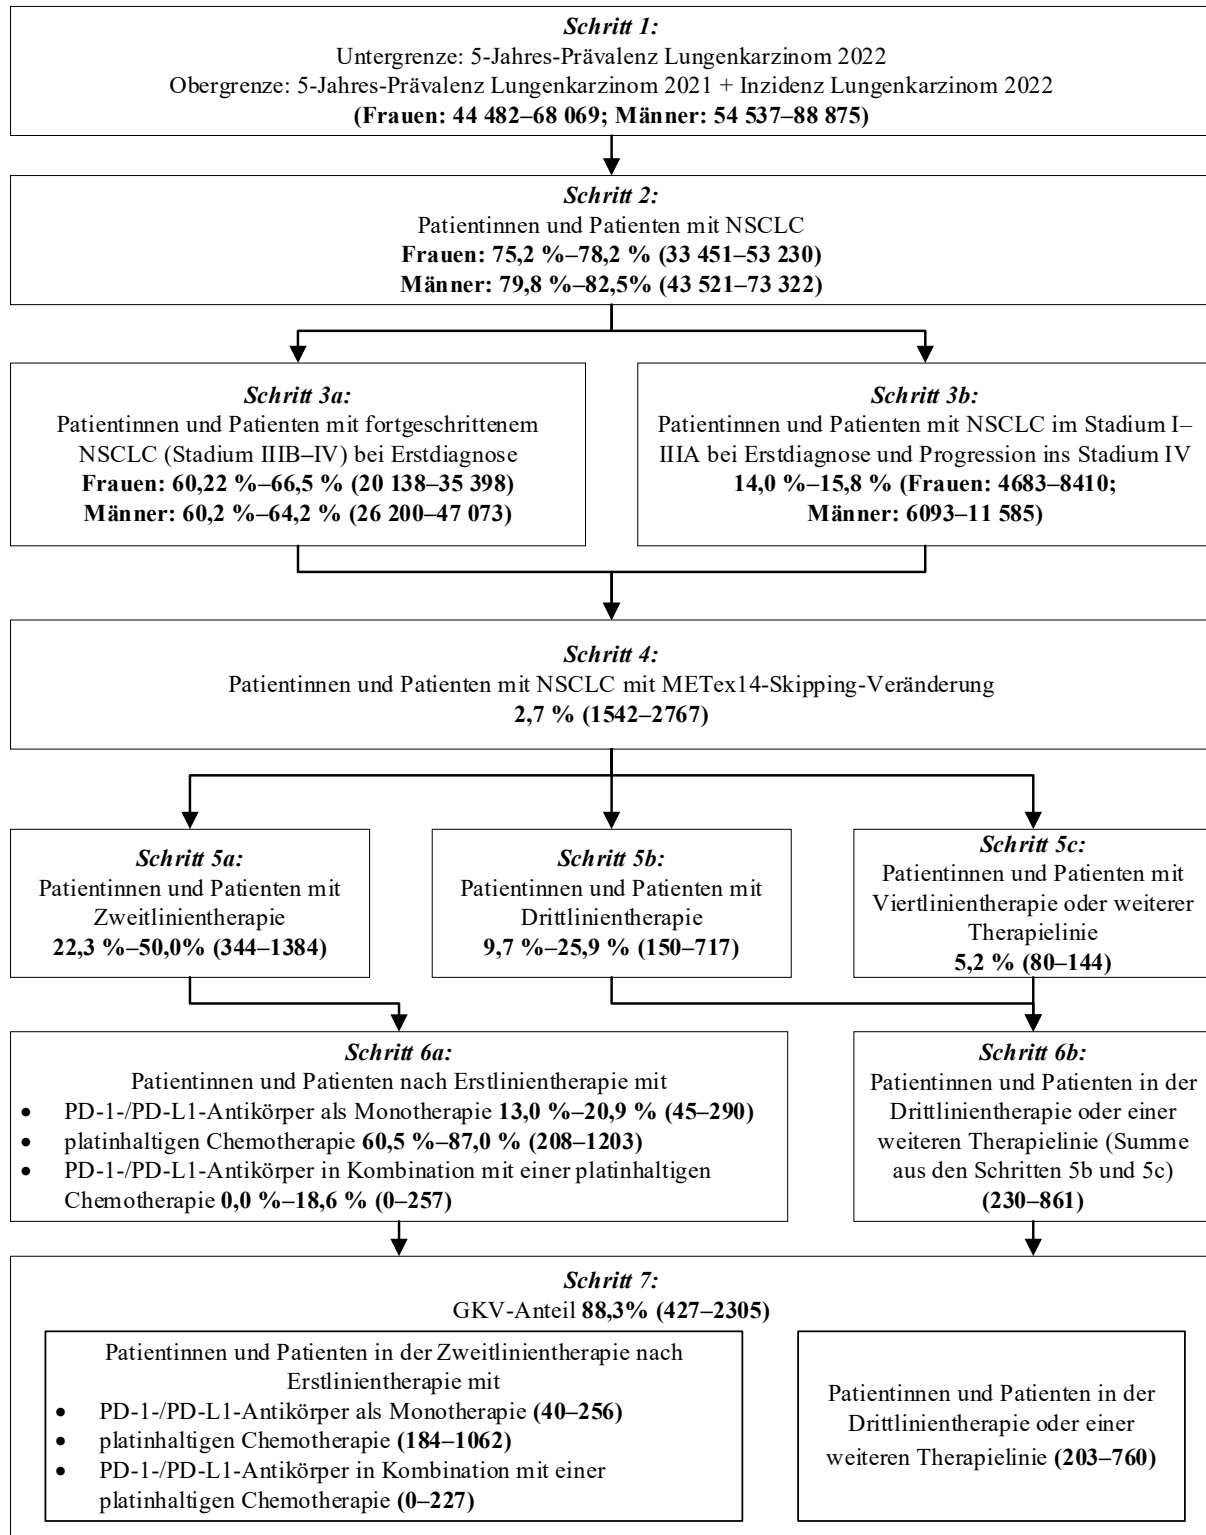 Schritt 1:
Untergrenze: 5-Jahres-Prävalenz Lungenkarzinom 2022
Obergrenze: 5-Jahres-Prävalenz Lungenkarzinom 2021 + Inzidenz Lungenkarzinom 2022
(Frauen: 44 482–68 069; Männer: 54 537–88 875)
Schritt 2:
Patientinnen und Patienten mit NSCLC
Frauen: 75,2 %–78,2 % (33 451–53 230)
Männer: 79,8 %–82,5% (43 521–73 322)
Schritt 3a:
Patientinnen und Patienten mit fortgeschrittenem
NSCLC (Stadium IIIB–IV) bei Erstdiagnose
Frauen: 60,22 %–66,5 % (20 138–35 398)
Männer: 60,2 %–64,2 % (26 200–47 073)
Schritt 3b:
Patientinnen und Patienten mit NSCLC im Stadium I–
IIIA bei Erstdiagnose und Progression ins Stadium IV
14,0 %–15,8 % (Frauen: 4683–8410;
Männer: 6093–11 585)
Schritt 4:
Patientinnen und Patienten mit NSCLC mit METex14-Skipping-Veränderung
2,7 % (1542–2767)
Schritt 5a:
Patientinnen und Patienten mit
Zweitlinientherapie
22,3 %–50,0% (344–1384)
Schritt 5b:
Patientinnen und Patienten mit
Drittlinientherapie
9,7 %–25,9 % (150–717)
Schritt 5c:
Patientinnen und Patienten mit
Viertlinientherapie oder weiterer
Therapielinie
5,2 % (80–144)
Schritt 6a:
Patientinnen und Patienten nach Erstlinientherapie mit
• PD-1-/PD-L1-Antikörper als Monotherapie 13,0 %–20,9 % (45–290)
• platinhaltigen Chemotherapie 60,5 %–87,0 % (208–1203)
• PD-1-/PD-L1-Antikörper in Kombination mit einer platinhaltigen
Chemotherapie 0,0 %–18,6 % (0–257)
Schritt 6b:
Patientinnen und Patienten in der
Drittlinientherapie oder einer
weiteren Therapielinie (Summe
aus den Schritten 5b und 5c)
(230–861)
Schritt 7:
GKV-Anteil 88,3% (427–2305)
Patientinnen und Patienten in der Zweitlinientherapie nach
Erstlinientherapie mit
• PD-1-/PD-L1-Antikörper als Monotherapie (40–256)
• platinhaltigen Chemotherapie (184–1062)
• PD-1-/PD-L1-Antikörper in Kombination mit einer
platinhaltigen Chemotherapie (0–227)
Patientinnen und Patienten in der
Drittlinientherapie oder einer
weiteren Therapielinie (203–760)